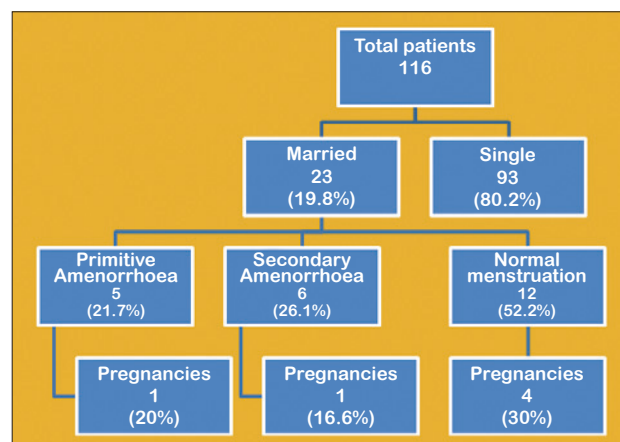 Total patients
116
Married
23
(19.8%)
Single
93
(80.2%)
Primitive
Amenorrhoea
5
(21.7%)
Secondary
Amenorrhoea
6
(26.1%)
Normal
menstruation
12
(52.2%)
Pregnancies
1
(20%)
Pregnancies
1
(16.6%)
Pregnancies
4
(30%)